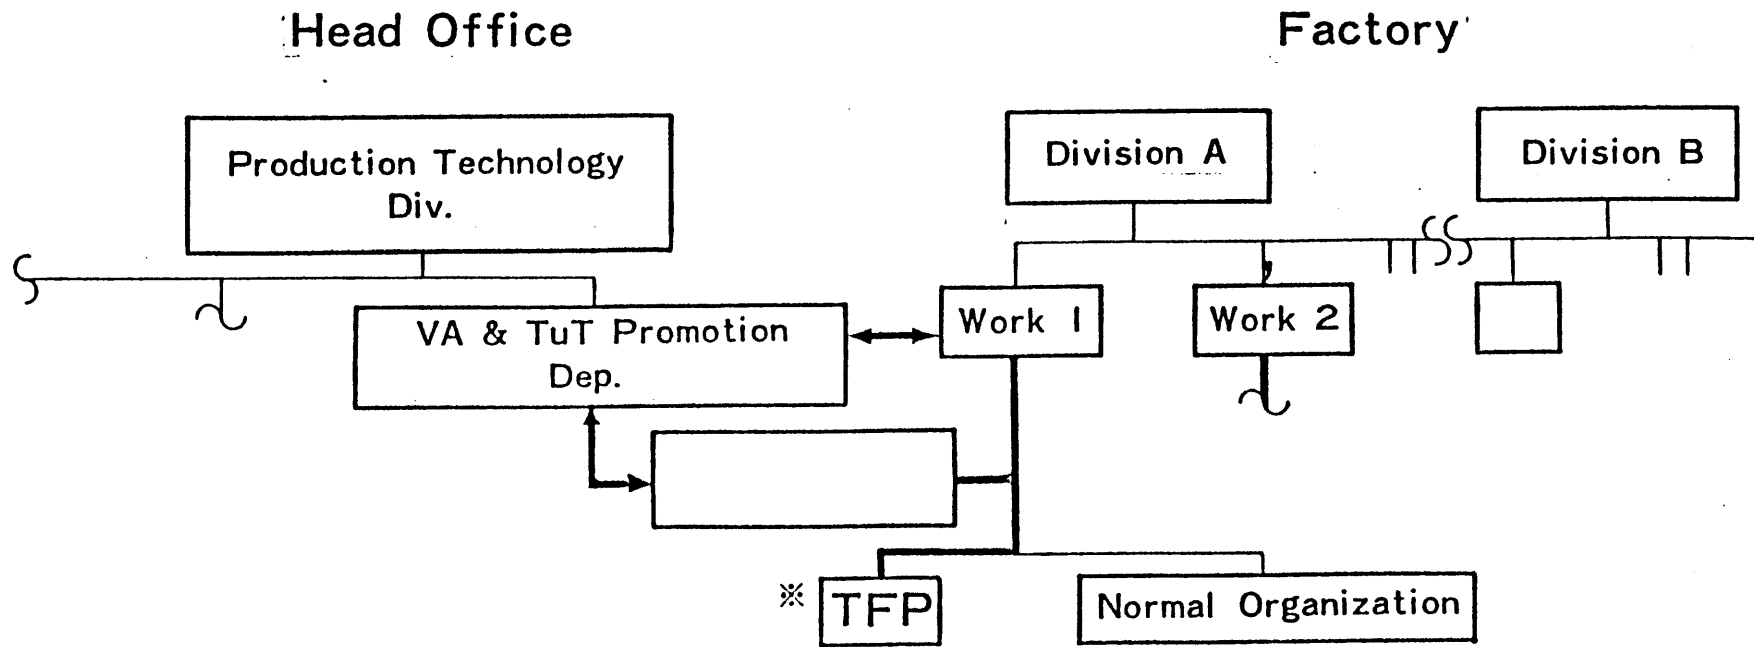 Head Office
Factory
Production Technology
Div.
Division A
Division B
VA & TuT Promotion
Dep.
Work 1
Work 2
※ TFP
Normal Organization